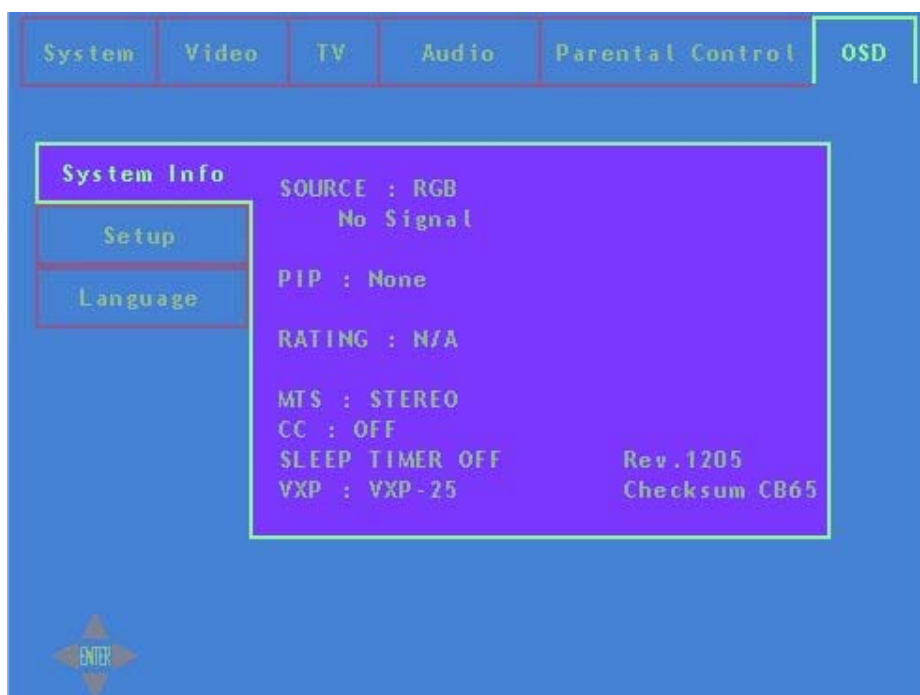 System Video TV Audio Parental Control OSD
System Info
Setup
Language
SOURCE : RGB
No Signal
PIP : None
RATING : N/A
MTS : STEREO
CC : OFF
SLEEP TIMER OFF Rev.1205
VXP : VXP-25 Checksum CB65
ENTER